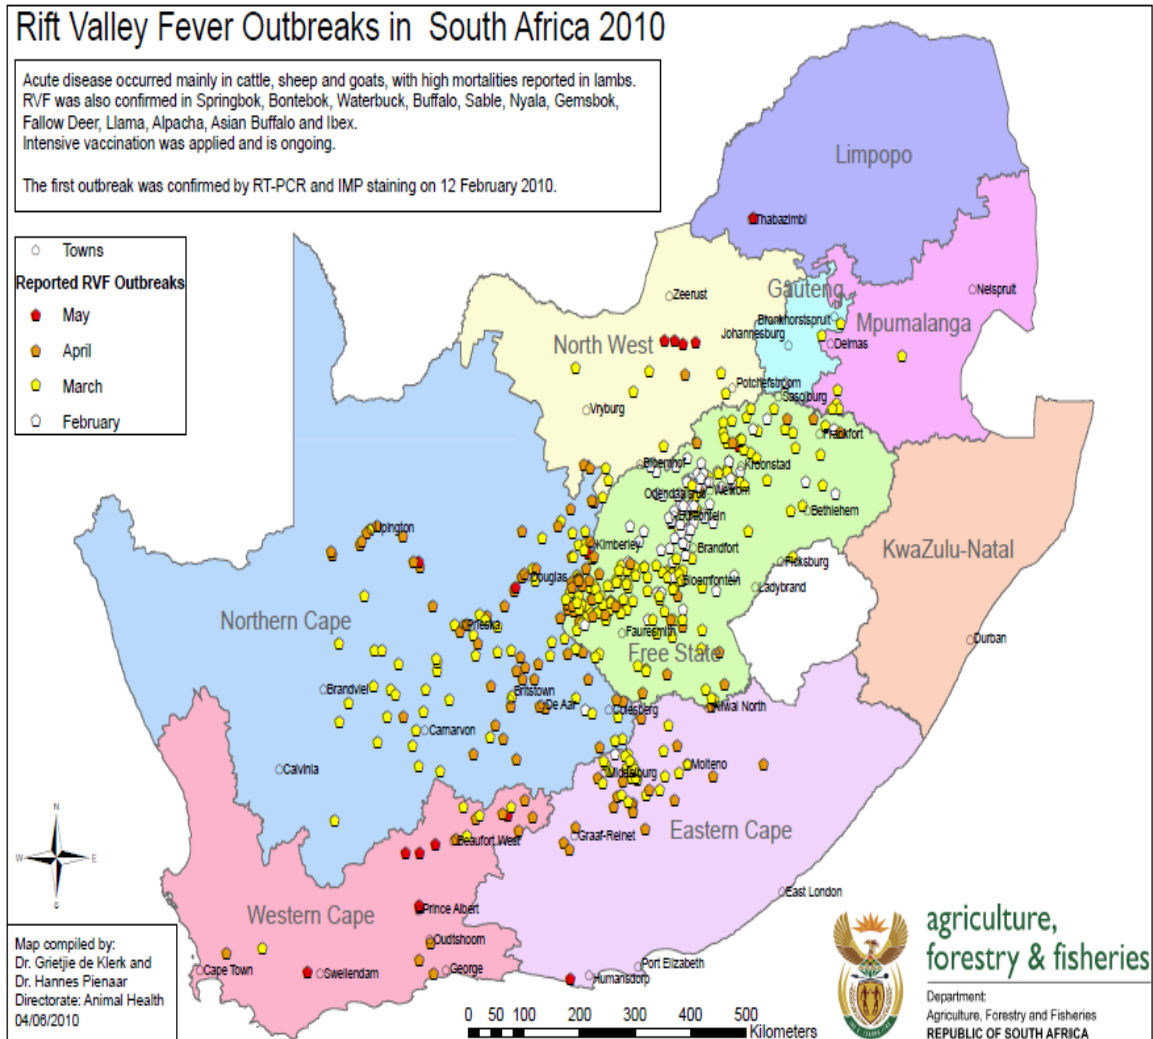 Rift Valley Fever Outbreaks in South Africa 2010
Acute disease occurred mainly in cattle, sheep and goats, with high mortalities reported in lambs.
RVF was also confirmed in Springbok, Bontebok, Waterbuck, Buffalo, Sable, Nyala, Gemsbok,
Fallow Deer, Llama, Alpacha, Asian Buffalo and Ibex.
Intensive vaccination was applied and is ongoing.
The first outbreak was confirmed by RT-PCR and IMP staining on 12 February 2010.
Towns
Reported RVF Outbreaks
May
April
March
February
Limpopo
Thabazimbi
Zeerust
Gauteng
Nelspruit
Bronkhorstspruit
Mpumalanga
Johannesburg
Delmas
North West
Potchefstroom
Sasolburg
Vryburg
Frankfort
Bloemhof
Kroonstad
Odendaalsrus
Welkom
Bultfontein
Bethlehem
Upington
Kimberley
Brandfort
KwaZulu-Natal
Ficksburg
Douglas
Bloemfontein
Ladybrand
Northern Cape
Prieska
Fauresmith
Durban
Free State
Brandvlei
Britstown
De Aar
Colesberg
Aliwal North
Carnarvon
Calvinia
Middelburg
Molteno
Eastern Cape
Graaf-Reinet
Beaufort West
East London
Western Cape
Prince Albert
Oudtshoorn
George
Cape Town
Swellendam
Port Elizabeth
Humansdorp
N
W
E
S
Map compiled by:
Dr. Grietjie de Klerk and
Dr. Hannes Pienaar
Directorate: Animal Health
04/06/2010
0 50 100 200 300 400 500
Kilometers
agriculture,
forestry & fisheries
Department:
Agriculture, Forestry and Fisheries
REPUBLIC OF SOUTH AFRICA